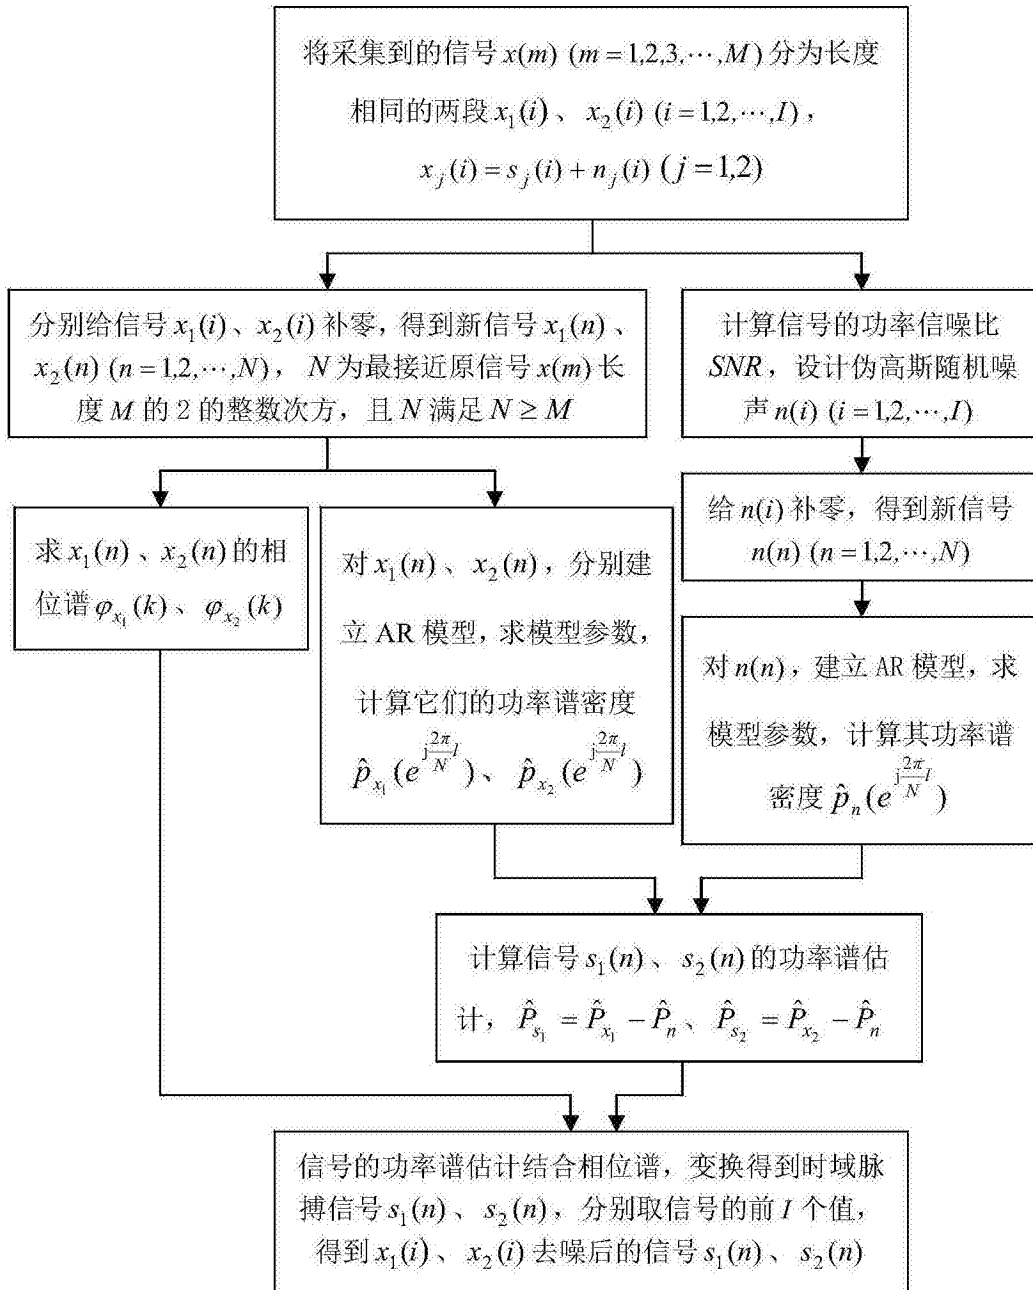 将采集到的信号 x(m) (m = 1,2,3,⋯,M) 分为长度
相同的两段 x₁(i)、 x₂(i) (i = 1,2,⋯,I),
xⱼ(i) = sⱼ(i) + nⱼ(i) (j = 1,2)
分别给信号 x₁(i)、x₂(i) 补零，得到新信号 x₁(n)、
x₂(n) (n = 1,2,⋯,N)， N 为最接近原信号 x(m) 长
度 M 的 2 的整数次方，且 N 满足 N ≥ M
计算信号的功率信噪比
SNR，设计伪高斯随机噪
声 n(i) (i = 1,2,⋯,I)
求 x₁(n)、x₂(n) 的相
位谱 φ_{x₁}(k)、 φ_{x₂}(k)
对 x₁(n)、 x₂(n)，分别建
立 AR 模型，求模型参数，
计算它们的功率谱密度
p̂_{x₁}(e^{j\frac{2π}{N}l})、 p̂_{x₂}(e^{j\frac{2π}{N}l})
给 n(i) 补零，得到新信号
n(n) (n = 1,2,⋯,N)
对 n(n)，建立 AR 模型，求
模型参数，计算其功率谱
密度 p̂_n(e^{j\frac{2π}{N}l})
计算信号 s₁(n)、 s₂(n) 的功率谱估
计， P̂_{s₁} = P̂_{x₁} − P̂_n、 P̂_{s₂} = P̂_{x₂} − P̂_n
信号的功率谱估计结合相位谱，变换得到时域脉
搏信号 s₁(n)、 s₂(n)，分别取信号的前 I 个值，
得到 x₁(i)、 x₂(i) 去噪后的信号 s₁(n)、 s₂(n)